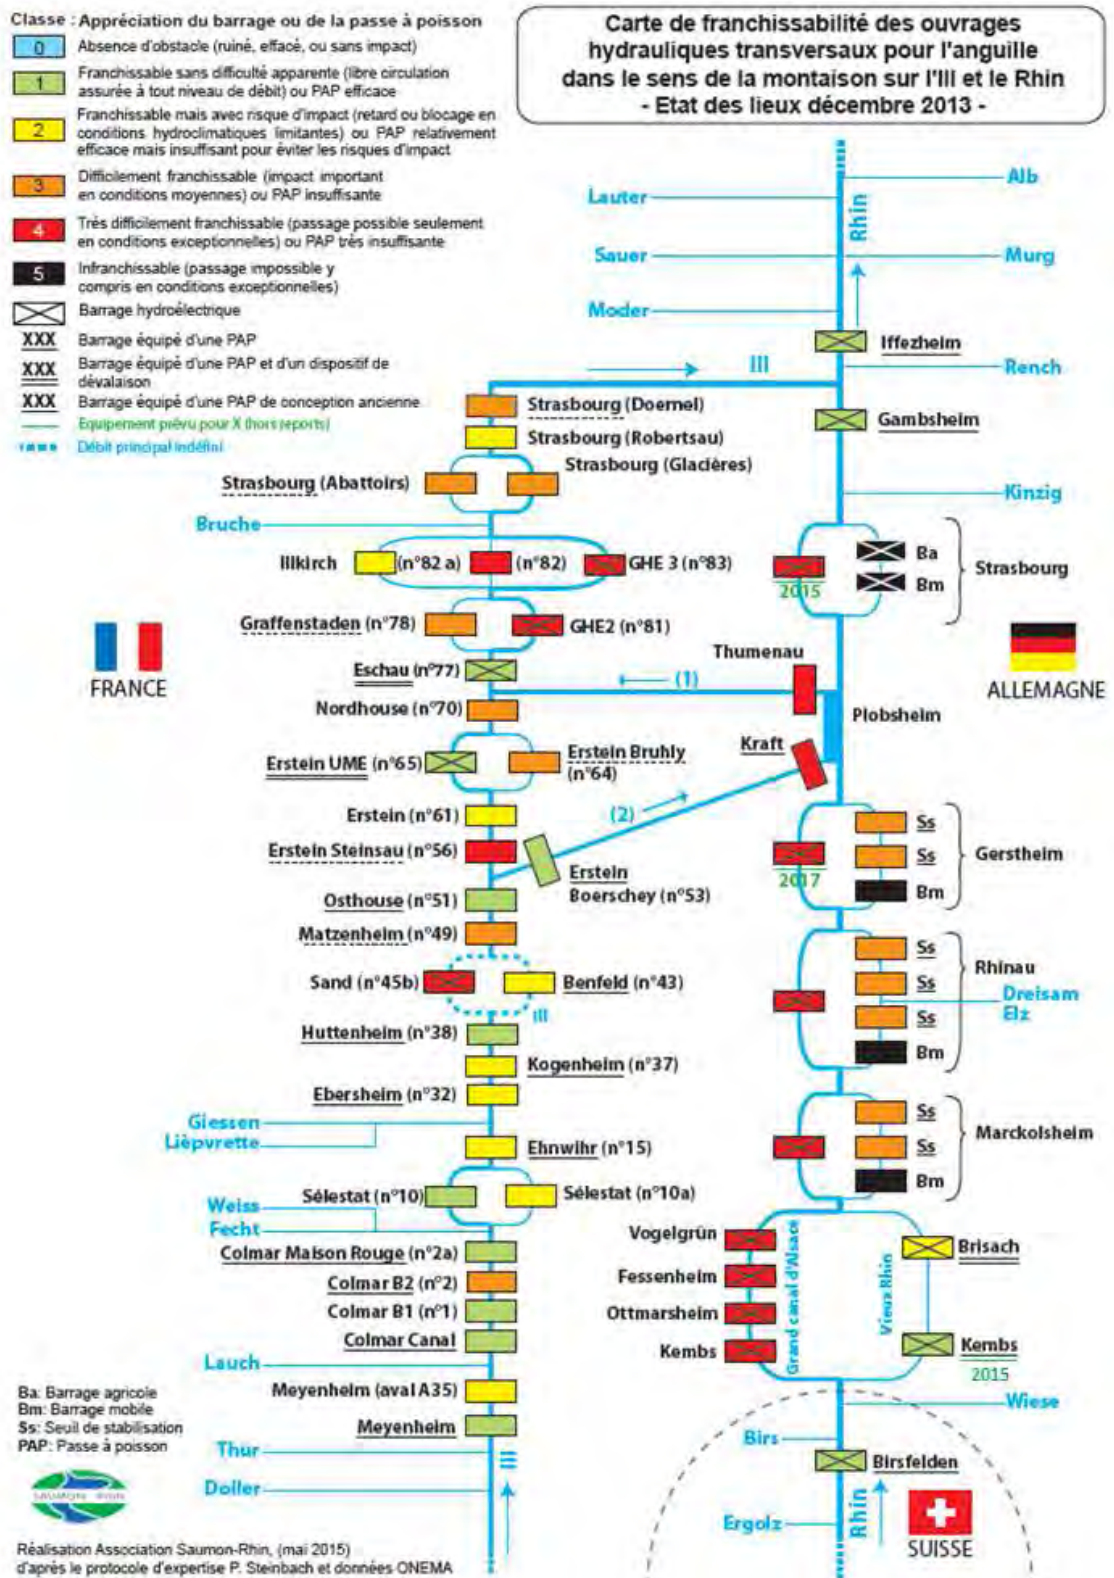 Classe : Appréciation du barrage ou de la passe à poisson
0 Absence d'obstacle (ruiné, effacé, ou sans impact)
1 Franchissable sans difficulté apparente (libre circulation
assurée à tout niveau de débit) ou PAP efficace
2 Franchissable mais avec risque d'impact (retard ou blocage en
conditions hydroclimatiques limitantes) ou PAP relativement
efficace mais insuffisant pour éviter les risques d'impact
3 Difficilement franchissable (impact important
en conditions moyennes) ou PAP insuffisante
4 Très difficilement franchissable (passage possible seulement
en conditions exceptionnelles) ou PAP très insuffisante
5 Infranchissable (passage impossible y
compris en conditions exceptionnelles)
Barrage hydroélectrique
XXX Barrage équipé d'une PAP
XXX Barrage équipé d'une PAP et d'un dispositif de
dévalaison
XXX Barrage équipé d'une PAP de conception ancienne
Equipement prévu pour X (hors reports)
Débit principal indéfini
Carte de franchissabilité des ouvrages
hydrauliques transversaux pour l'anguille
dans le sens de la montaison sur l'Ill et le Rhin
- Etat des lieux décembre 2013 -
Alb
Lauter
Rhin
Sauer
Murg
Moder
Iffezheim
Ill
Rench
Strasbourg (Doernel)
Gambsheim
Strasbourg (Robertsau)
Strasbourg (Glacières)
Strasbourg (Abattoirs)
Kinzig
Bruche
Illkirch
(n°82 a)
(n°82)
GHE 3 (n°83)
2015
Ba
Bm
Strasbourg
Graffenstaden (n°78)
GHE2 (n°81)
FRANCE
ALLEMAGNE
Eschau (n°77)
Thumenau
(1)
Nordhouse (n°70)
Plobsheim
Erstein UME (n°65)
Erstein Bruhly
(n°64)
Kraft
(2)
Erstein (n°61)
Erstein Steinsau (n°56)
Erstein
Boerschey (n°53)
Ss
Ss
Bm
Gerstheim
2017
Osthouse (n°51)
Matzenheim (n°49)
Sand (n°45b)
Benfeld (n°43)
Ill
Ss
Ss
Ss
Bm
Rhinau
Dreisam
Elz
Huttenheim (n°38)
Kogenheim (n°37)
Ebersheim (n°32)
Giessen
Lièpvrette
Ehnwihr (n°15)
Ss
Ss
Bm
Marckolsheim
Sélestat (n°10)
Sélestat (n°10a)
Weiss
Fecht
Colmar Maison Rouge (n°2a)
Colmar B2 (n°2)
Colmar B1 (n°1)
Colmar Canal
Vogelgrün
Fessenheim
Ottmarsheim
Kembs
Grand canal d'Alsace
Vieux Rhin
Brisach
Kembs
2015
Lauch
Meyenheim (aval A35)
Meyenheim
Wiese
Birs
Birsfelden
Thur
Doller
Ill
Rhin
Ergolz
SUISSE
Ba: Barrage agricole
Bm: Barrage mobile
Ss: Seuil de stabilisation
PAP: Passe à poisson
SAUMON RHIN
Réalisation Association Saumon-Rhin, (mai 2015)
d'après le protocole d'expertise P. Steinbach et données ONEMA